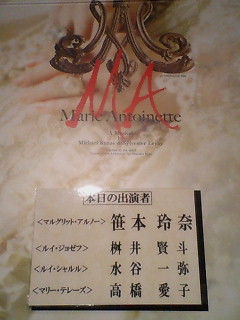 MA
Marie Antoinette
A Musical
本日の出演者
<マルグリット・アルノー> 笹本 玲奈
<ルイ・ジョゼフ> 桝井 賢斗
<ルイ・シャルル> 水谷 一弥
<マリー・テレーズ> 高橋 愛子